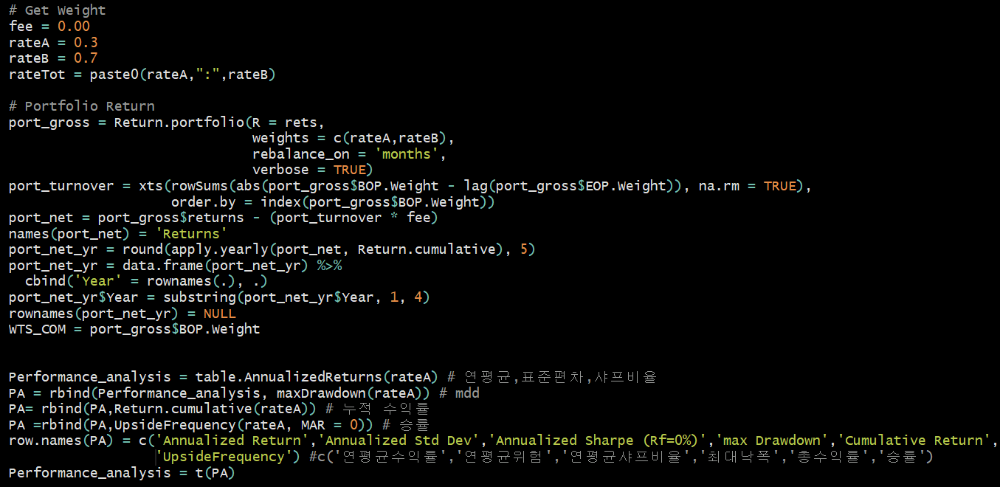 # Get Weight
fee = 0.00
rateA = 0.3
rateB = 0.7
rateTot = paste0(rateA,":",rateB)

# Portfolio Return
port_gross = Return.portfolio(R = rets,
                              weights = c(rateA,rateB),
                              rebalance_on = 'months',
                              verbose = TRUE)
port_turnover = xts(rowSums(abs(port_gross$BOP.Weight - lag(port_gross$EOP.Weight)), na.rm = TRUE),
                    order.by = index(port_gross$BOP.Weight))
port_net = port_gross$returns - (port_turnover * fee)
names(port_net) = 'Returns'
port_net_yr = round(apply.yearly(port_net, Return.cumulative), 5)
port_net_yr = data.frame(port_net_yr) %>%
  cbind('Year' = rownames(.), .)
port_net_yr$Year = substring(port_net_yr$Year, 1, 4)
rownames(port_net_yr) = NULL
WTS_COM = port_gross$BOP.Weight

Performance_analysis = table.AnnualizedReturns(rateA) # 연평균,표준편차,샤프비율
PA = rbind(Performance_analysis, maxDrawdown(rateA)) # mdd
PA= rbind(PA,Return.cumulative(rateA)) # 누적 수익률
PA =rbind(PA,UpsideFrequency(rateA, MAR = 0)) # 승률
row.names(PA) = c('Annualized Return','Annualized Std Dev','Annualized Sharpe (Rf=0%)','max Drawdown','Cumulative Return',
                  'UpsideFrequency') #c('연평균수익률','연평균위험','연평균샤프비율','최대낙폭','총수익률','승률')
Performance_analysis = t(PA)